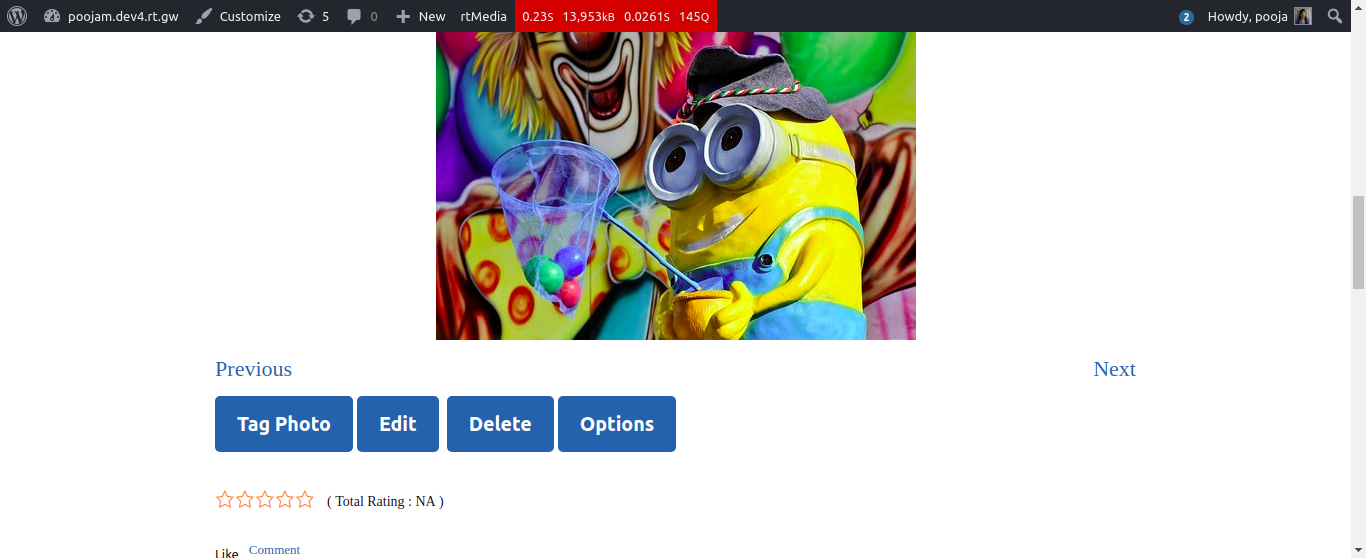 poojam.dev4.rt.gw Customize 5 0 New rtMedia 0.23S 13,953KB 0.0261S 145Q 2 Howdy, pooja
Previous Next
Tag Photo Edit Delete Options
( Total Rating : NA )
Like Comment